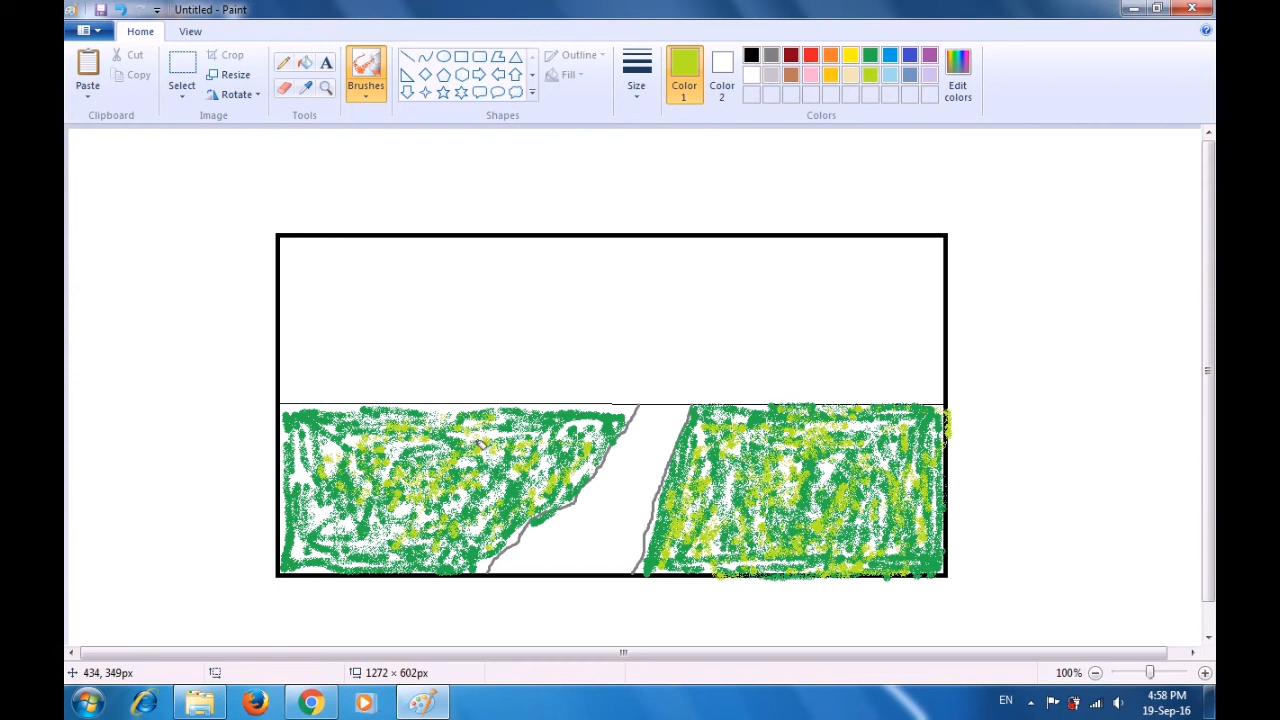 Untitled - Paint
Home View
Paste
Cut
Copy
Clipboard
Select
Crop
Resize
Rotate
Image
A
Tools
Brushes
Outline
Fill
Shapes
Size
Color 1
Color 2
Edit colors
Colors
434, 349px
1272 × 602px
100%
EN
4:58 PM
19-Sep-16